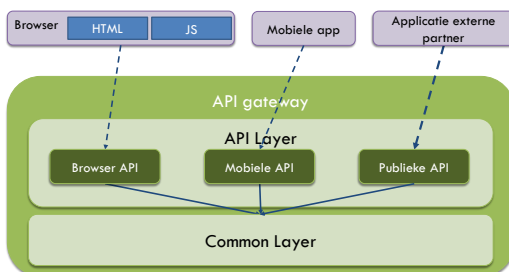 Browser
HTML
JS
Mobiele app
Applicatie externe
partner
API gateway
API Layer
Browser API
Mobiele API
Publieke API
Common Layer